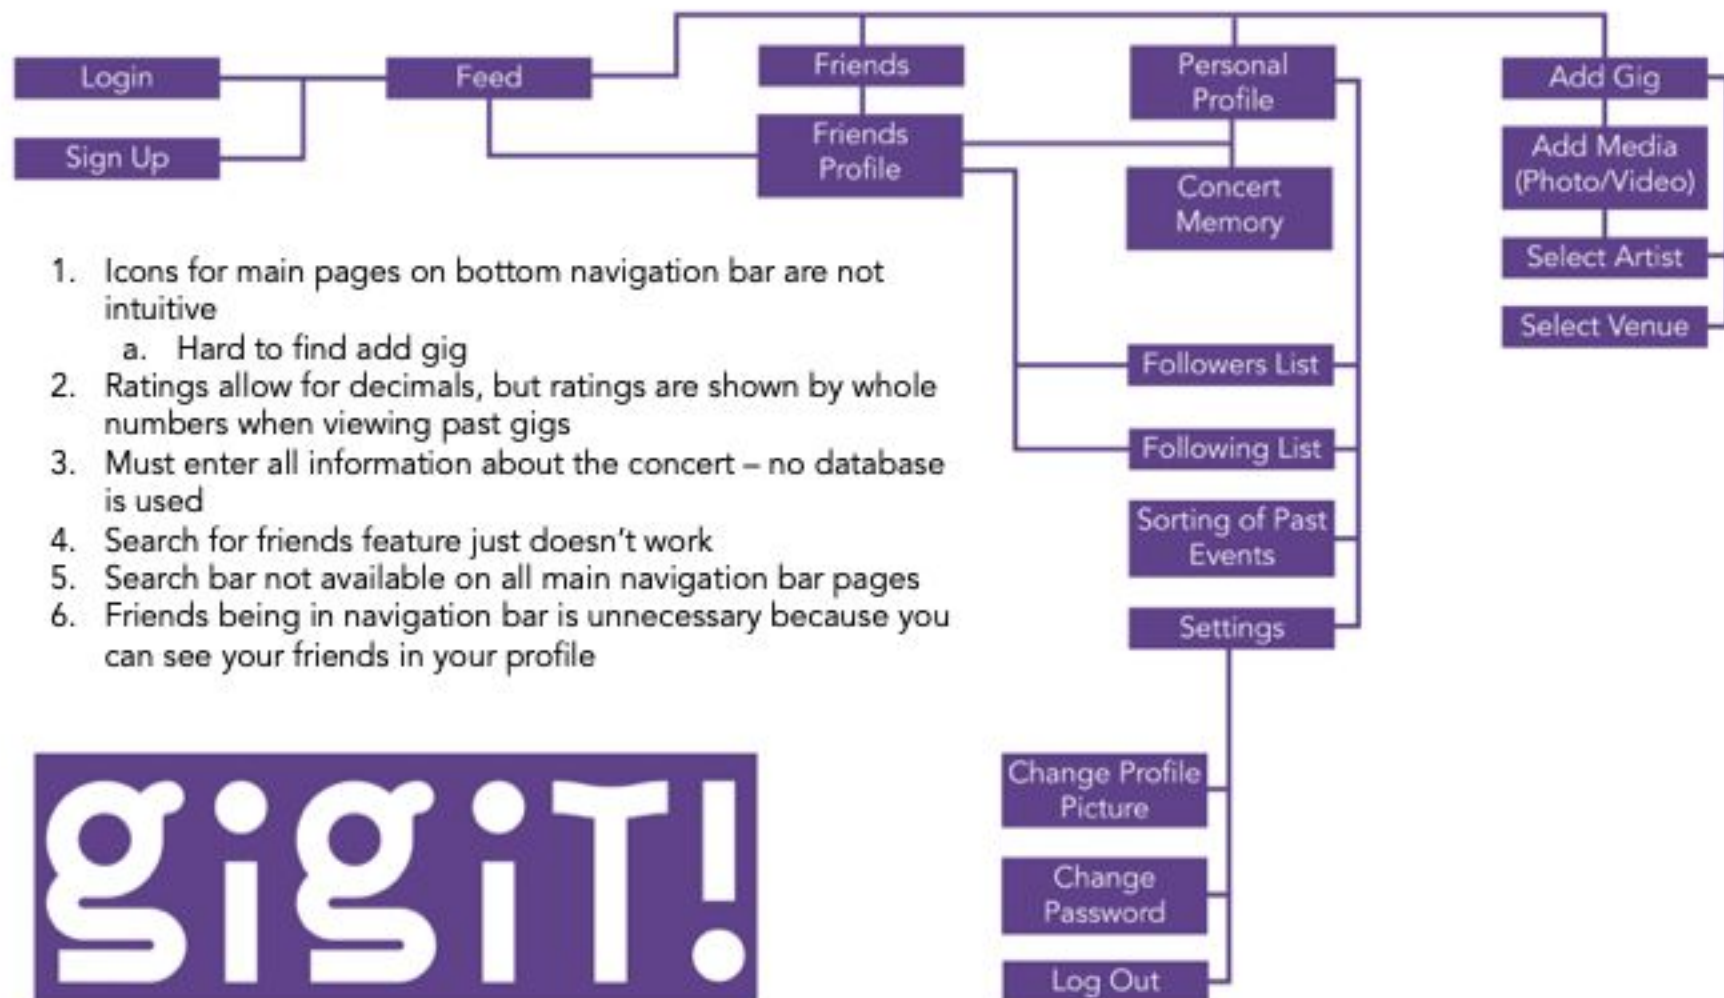 Login
Feed
Friends
Personal
Profile
Add Gig
Sign Up
Friends
Profile
Concert
Memory
Add Media
(Photo/Video)
Select Artist
Select Venue
1. Icons for main pages on bottom navigation bar are not
intuitive
a. Hard to find add gig
2. Ratings allow for decimals, but ratings are shown by whole
numbers when viewing past gigs
3. Must enter all information about the concert – no database
is used
4. Search for friends feature just doesn't work
5. Search bar not available on all main navigation bar pages
6. Friends being in navigation bar is unnecessary because you
can see your friends in your profile
Followers List
Following List
Sorting of Past
Events
Settings
Change Profile
Picture
Change
Password
Log Out
gigiT!